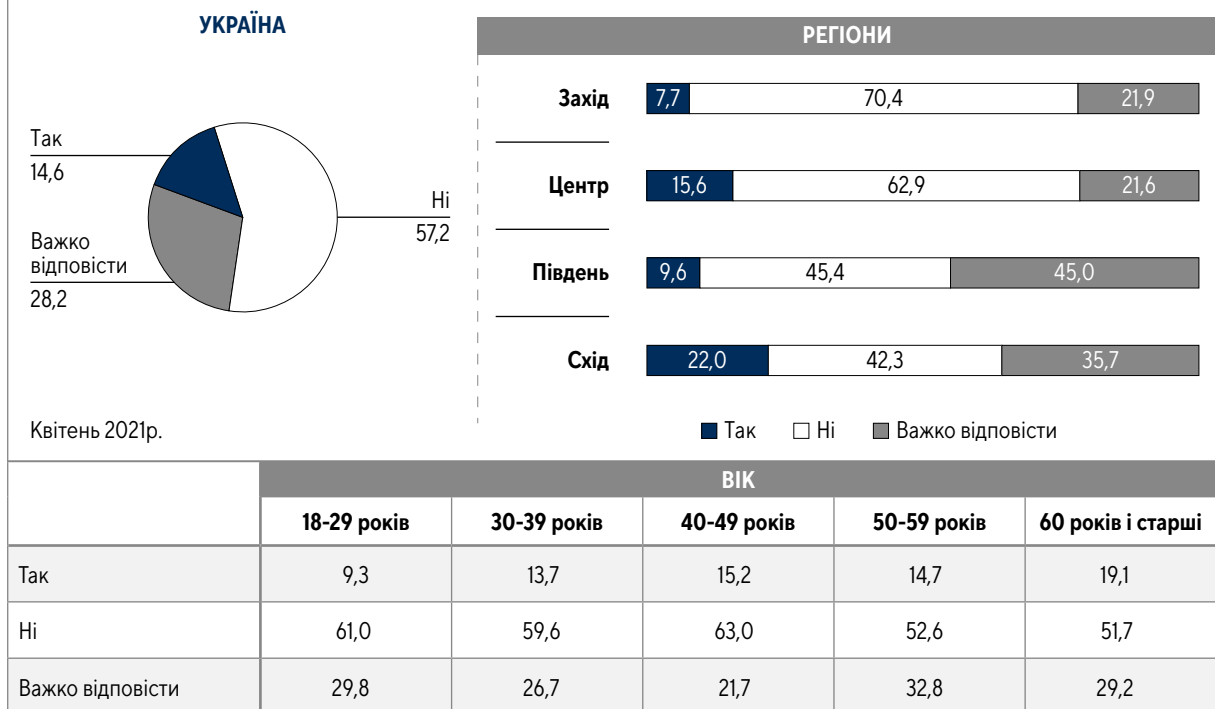 УКРАЇНА
Так
14,6
Ні
57,2
Важко
відповісти
28,2
Квітень 2021р.
РЕГІОНИ
Захід 7,7 70,4 21,9
Центр 15,6 62,9 21,6
Південь 9,6 45,4 45,0
Схід 22,0 42,3 35,7
Так Ні Важко відповісти
ВІК
18-29 років 30-39 років 40-49 років 50-59 років 60 років і старші
Так 9,3 13,7 15,2 14,7 19,1
Ні 61,0 59,6 63,0 52,6 51,7
Важко відповісти 29,8 26,7 21,7 32,8 29,2